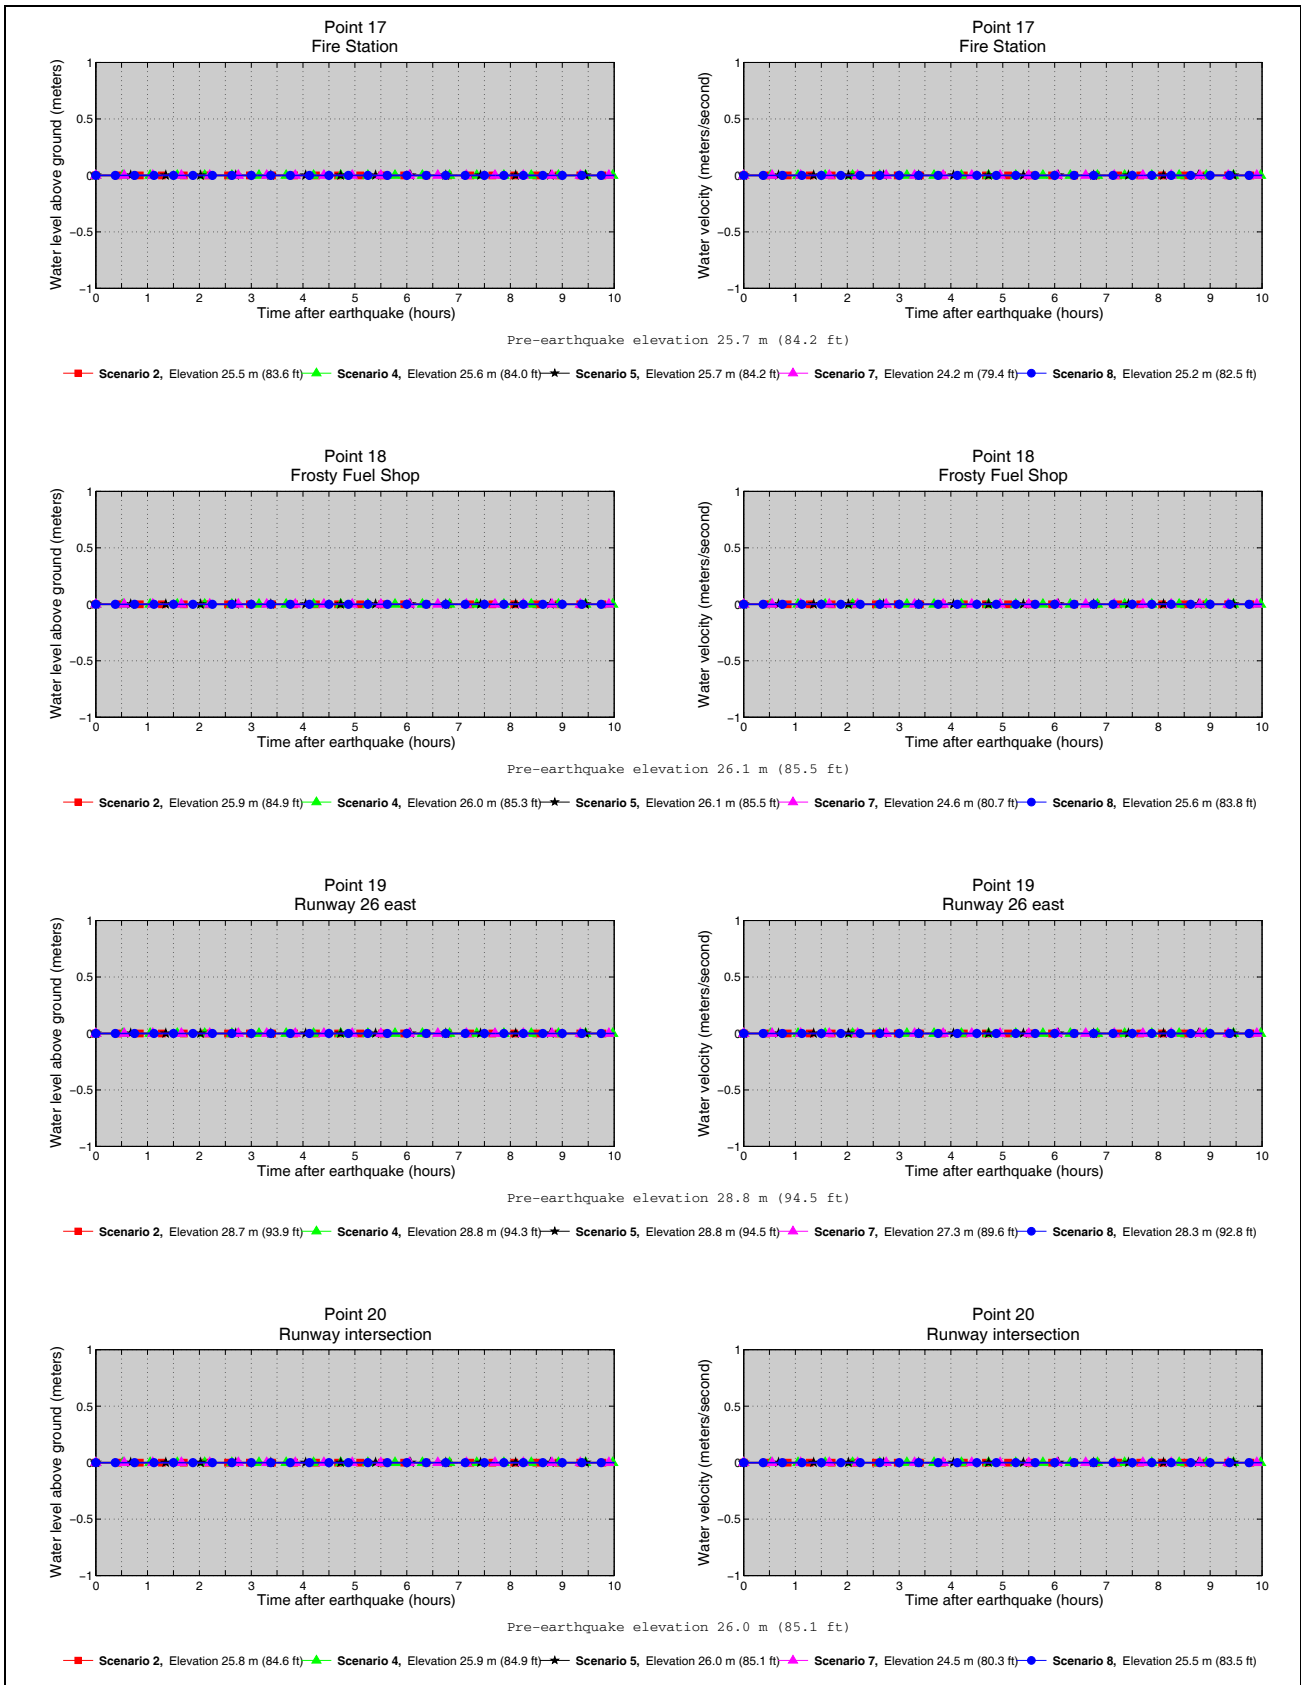 Point 17
Fire Station
Water level above ground (meters)
1
0.5
0
−0.5
−1
0 1 2 3 4 5 6 7 8 9 10
Time after earthquake (hours)
Point 17
Fire Station
Water velocity (meters/second)
1
0.5
0
−0.5
−1
0 1 2 3 4 5 6 7 8 9 10
Time after earthquake (hours)
Pre-earthquake elevation 25.7 m (84.2 ft)
Scenario 2, Elevation 25.5 m (83.6 ft) Scenario 4, Elevation 25.6 m (84.0 ft) Scenario 5, Elevation 25.7 m (84.2 ft) Scenario 7, Elevation 24.2 m (79.4 ft) Scenario 8, Elevation 25.2 m (82.5 ft)
Point 18
Frosty Fuel Shop
Water level above ground (meters)
1
0.5
0
−0.5
−1
0 1 2 3 4 5 6 7 8 9 10
Time after earthquake (hours)
Point 18
Frosty Fuel Shop
Water velocity (meters/second)
1
0.5
0
−0.5
−1
0 1 2 3 4 5 6 7 8 9 10
Time after earthquake (hours)
Pre-earthquake elevation 26.1 m (85.5 ft)
Scenario 2, Elevation 25.9 m (84.9 ft) Scenario 4, Elevation 26.0 m (85.3 ft) Scenario 5, Elevation 26.1 m (85.5 ft) Scenario 7, Elevation 24.6 m (80.7 ft) Scenario 8, Elevation 25.6 m (83.8 ft)
Point 19
Runway 26 east
Water level above ground (meters)
1
0.5
0
−0.5
−1
0 1 2 3 4 5 6 7 8 9 10
Time after earthquake (hours)
Point 19
Runway 26 east
Water velocity (meters/second)
1
0.5
0
−0.5
−1
0 1 2 3 4 5 6 7 8 9 10
Time after earthquake (hours)
Pre-earthquake elevation 28.8 m (94.5 ft)
Scenario 2, Elevation 28.7 m (93.9 ft) Scenario 4, Elevation 28.8 m (94.3 ft) Scenario 5, Elevation 28.8 m (94.5 ft) Scenario 7, Elevation 27.3 m (89.6 ft) Scenario 8, Elevation 28.3 m (92.8 ft)
Point 20
Runway intersection
Water level above ground (meters)
1
0.5
0
−0.5
−1
0 1 2 3 4 5 6 7 8 9 10
Time after earthquake (hours)
Point 20
Runway intersection
Water velocity (meters/second)
1
0.5
0
−0.5
−1
0 1 2 3 4 5 6 7 8 9 10
Time after earthquake (hours)
Pre-earthquake elevation 26.0 m (85.1 ft)
Scenario 2, Elevation 25.8 m (84.6 ft) Scenario 4, Elevation 25.9 m (84.9 ft) Scenario 5, Elevation 26.0 m (85.1 ft) Scenario 7, Elevation 24.5 m (80.3 ft) Scenario 8, Elevation 25.5 m (83.5 ft)